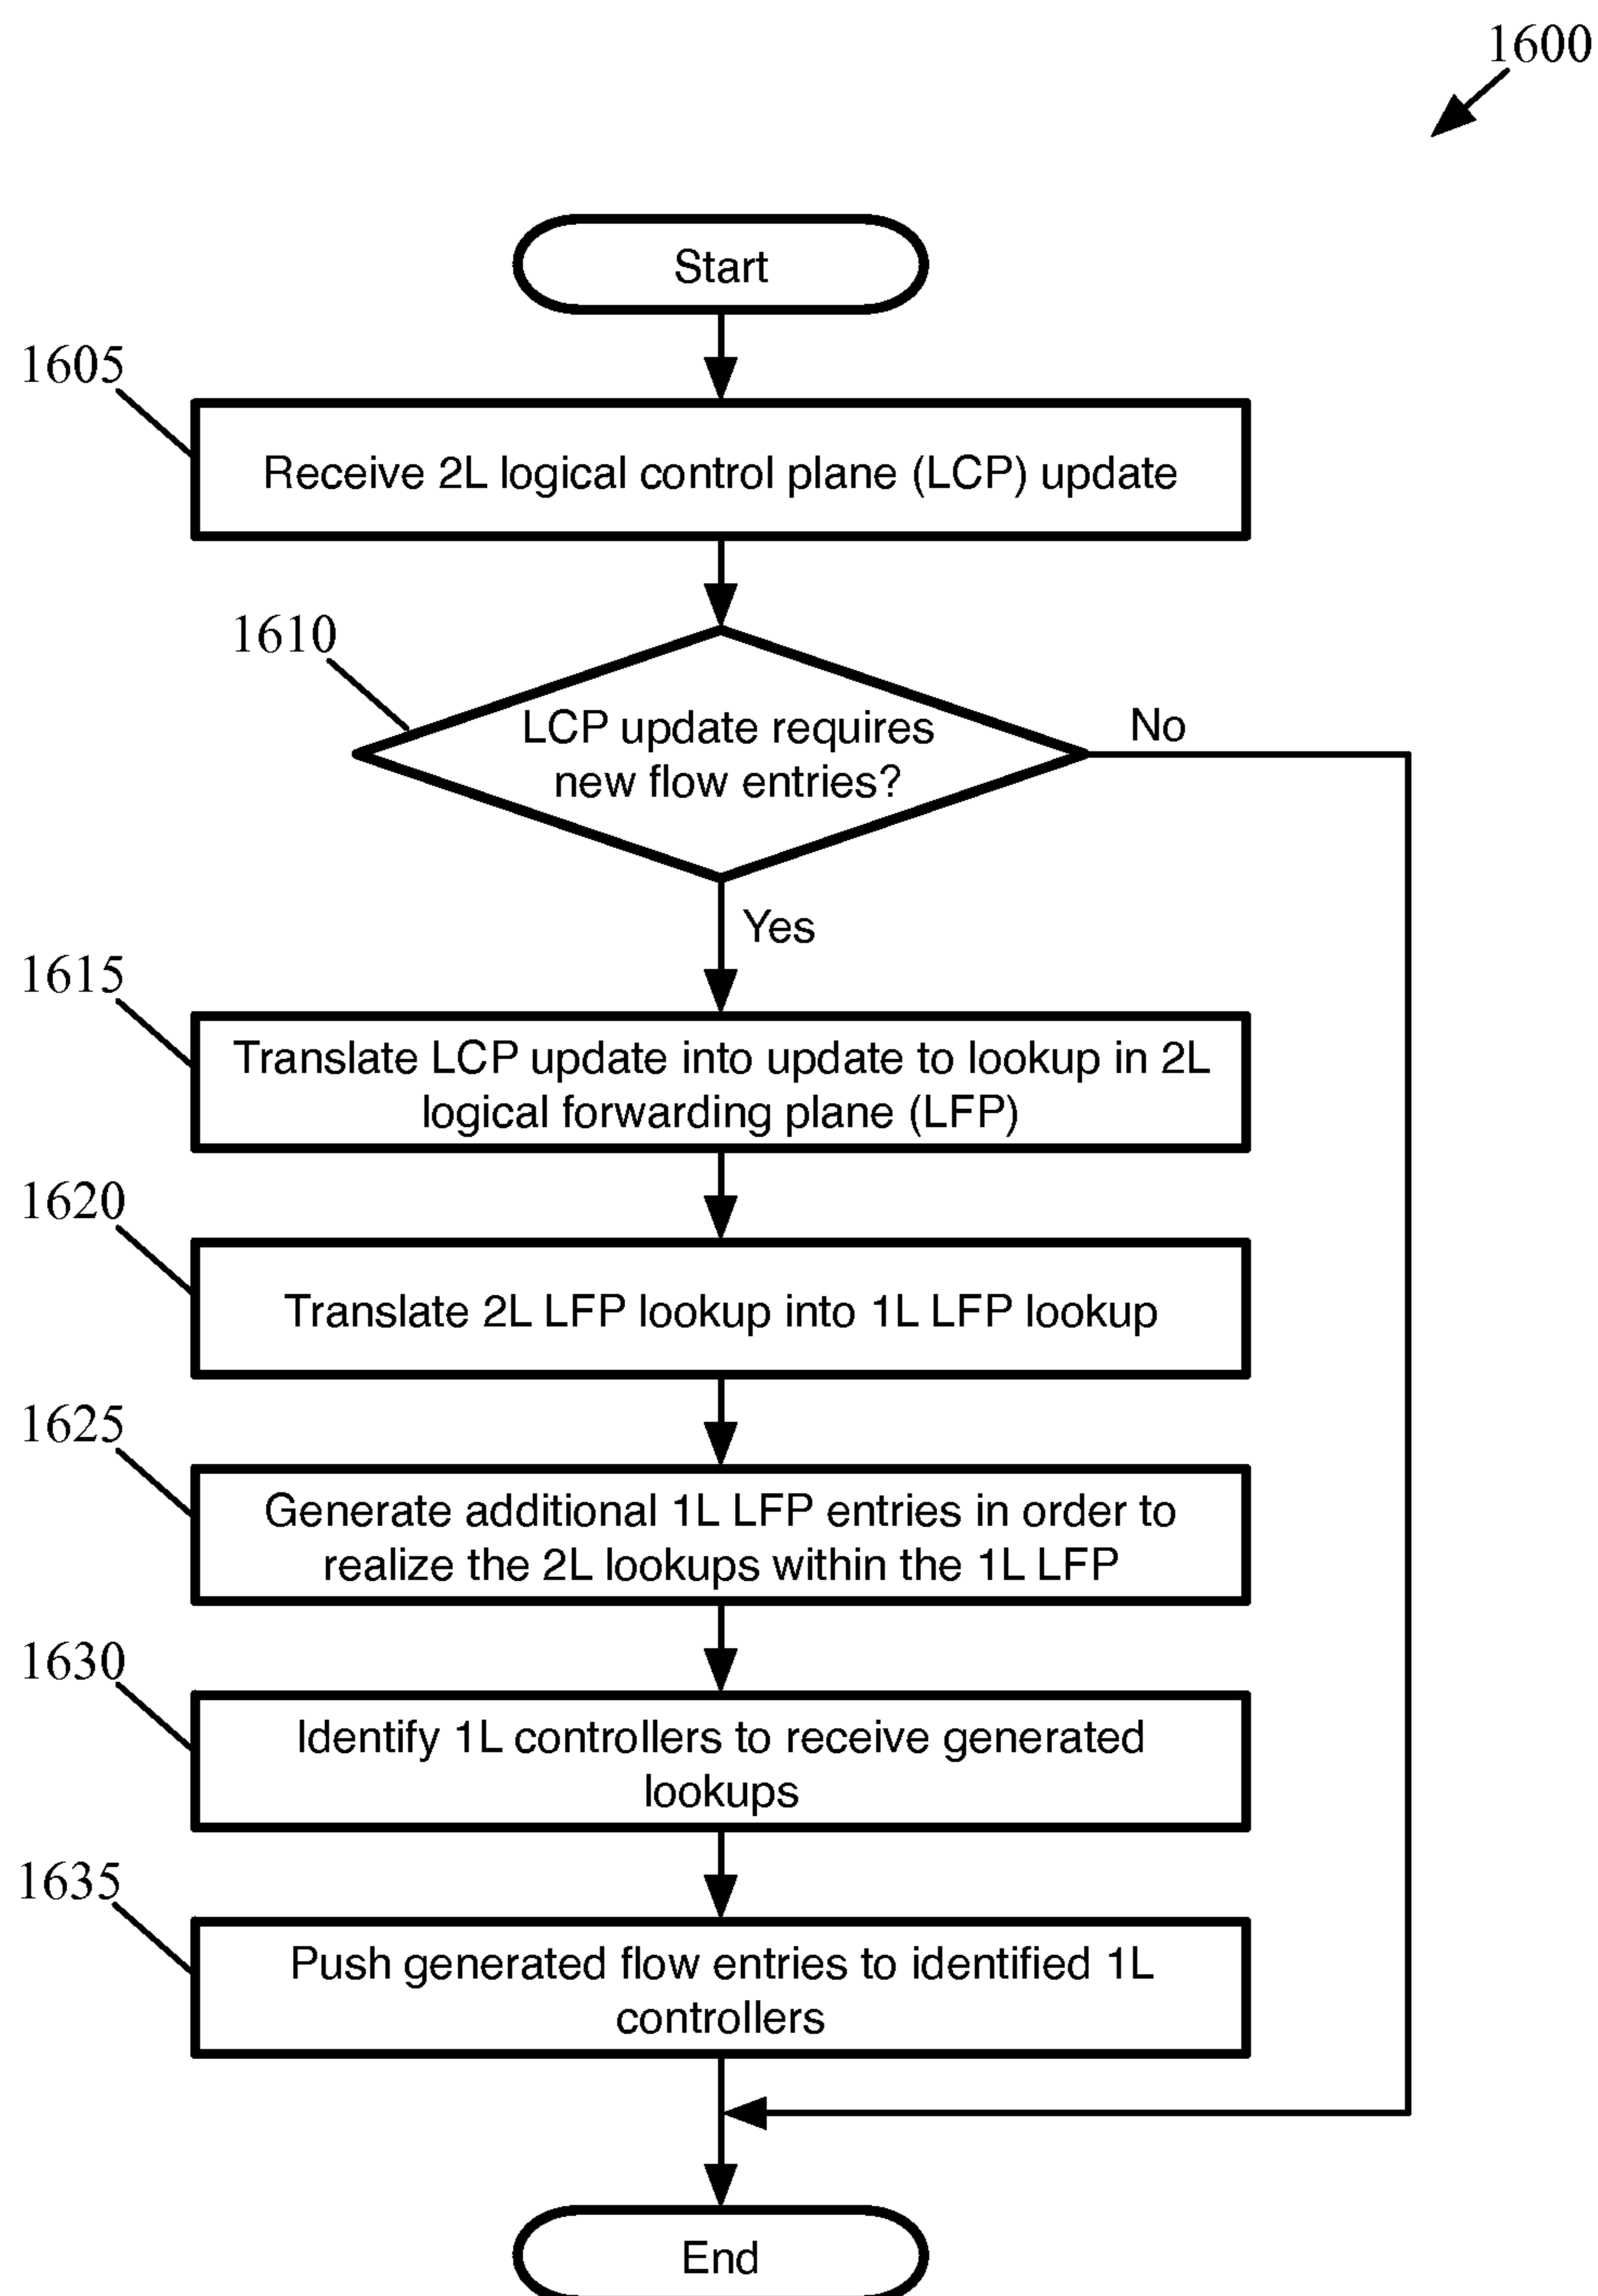 1600
Start
1605
Receive 2L logical control plane (LCP) update
1610
LCP update requires
new flow entries?
No
Yes
1615
Translate LCP update into update to lookup in 2L
logical forwarding plane (LFP)
1620
Translate 2L LFP lookup into 1L LFP lookup
1625
Generate additional 1L LFP entries in order to
realize the 2L lookups within the 1L LFP
1630
Identify 1L controllers to receive generated
lookups
1635
Push generated flow entries to identified 1L
controllers
End